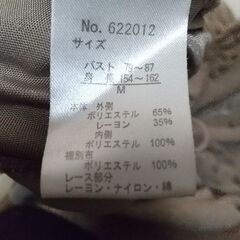 No. 622012
サイズ
バスト 79～87
身 長 154～162
M
本体 外側
ポリエステル 65%
レーヨン 35%
内側
ポリエステル 100%
別布
ポリエステル 100%
レース部分
レーヨン・ナイロン・綿